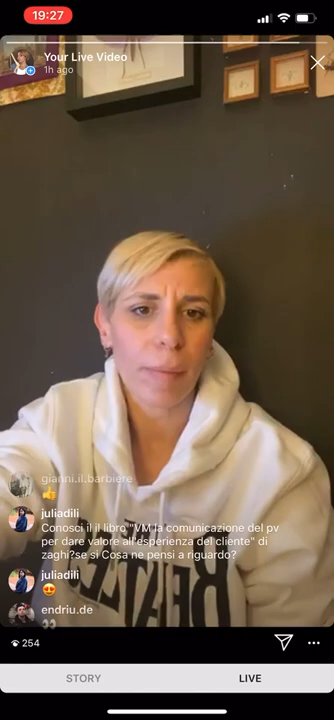 19:27
Your Live Video
1h ago
gianni.il.barbiere
👍
juliadili
Conosci il il libro "VM la comunicazione del pv
per dare valore all'esperienza del cliente" di
zaghi?se si Cosa ne pensi a riguardo?
juliadili
😍
endriu.de
👀
254
STORY
LIVE